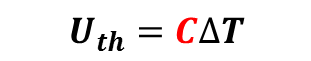 U_th = CΔT